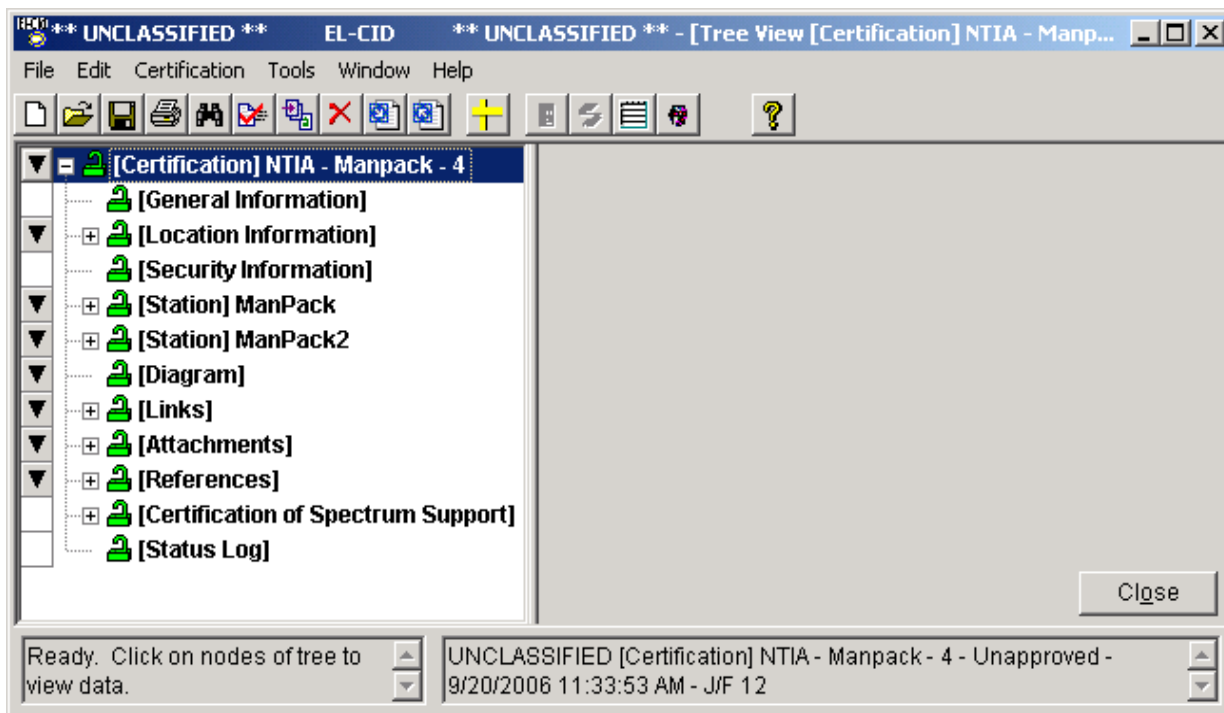 ** UNCLASSIFIED ** EL-CID ** UNCLASSIFIED ** - [Tree View [Certification] NTIA - Manp...
File Edit Certification Tools Window Help
[Certification] NTIA - Manpack - 4
[General Information]
[Location Information]
[Security Information]
[Station] ManPack
[Station] ManPack2
[Diagram]
[Links]
[Attachments]
[References]
[Certification of Spectrum Support]
[Status Log]
Close
Ready. Click on nodes of tree to
view data.
UNCLASSIFIED [Certification] NTIA - Manpack - 4 - Unapproved -
9/20/2006 11:33:53 AM - J/F 12